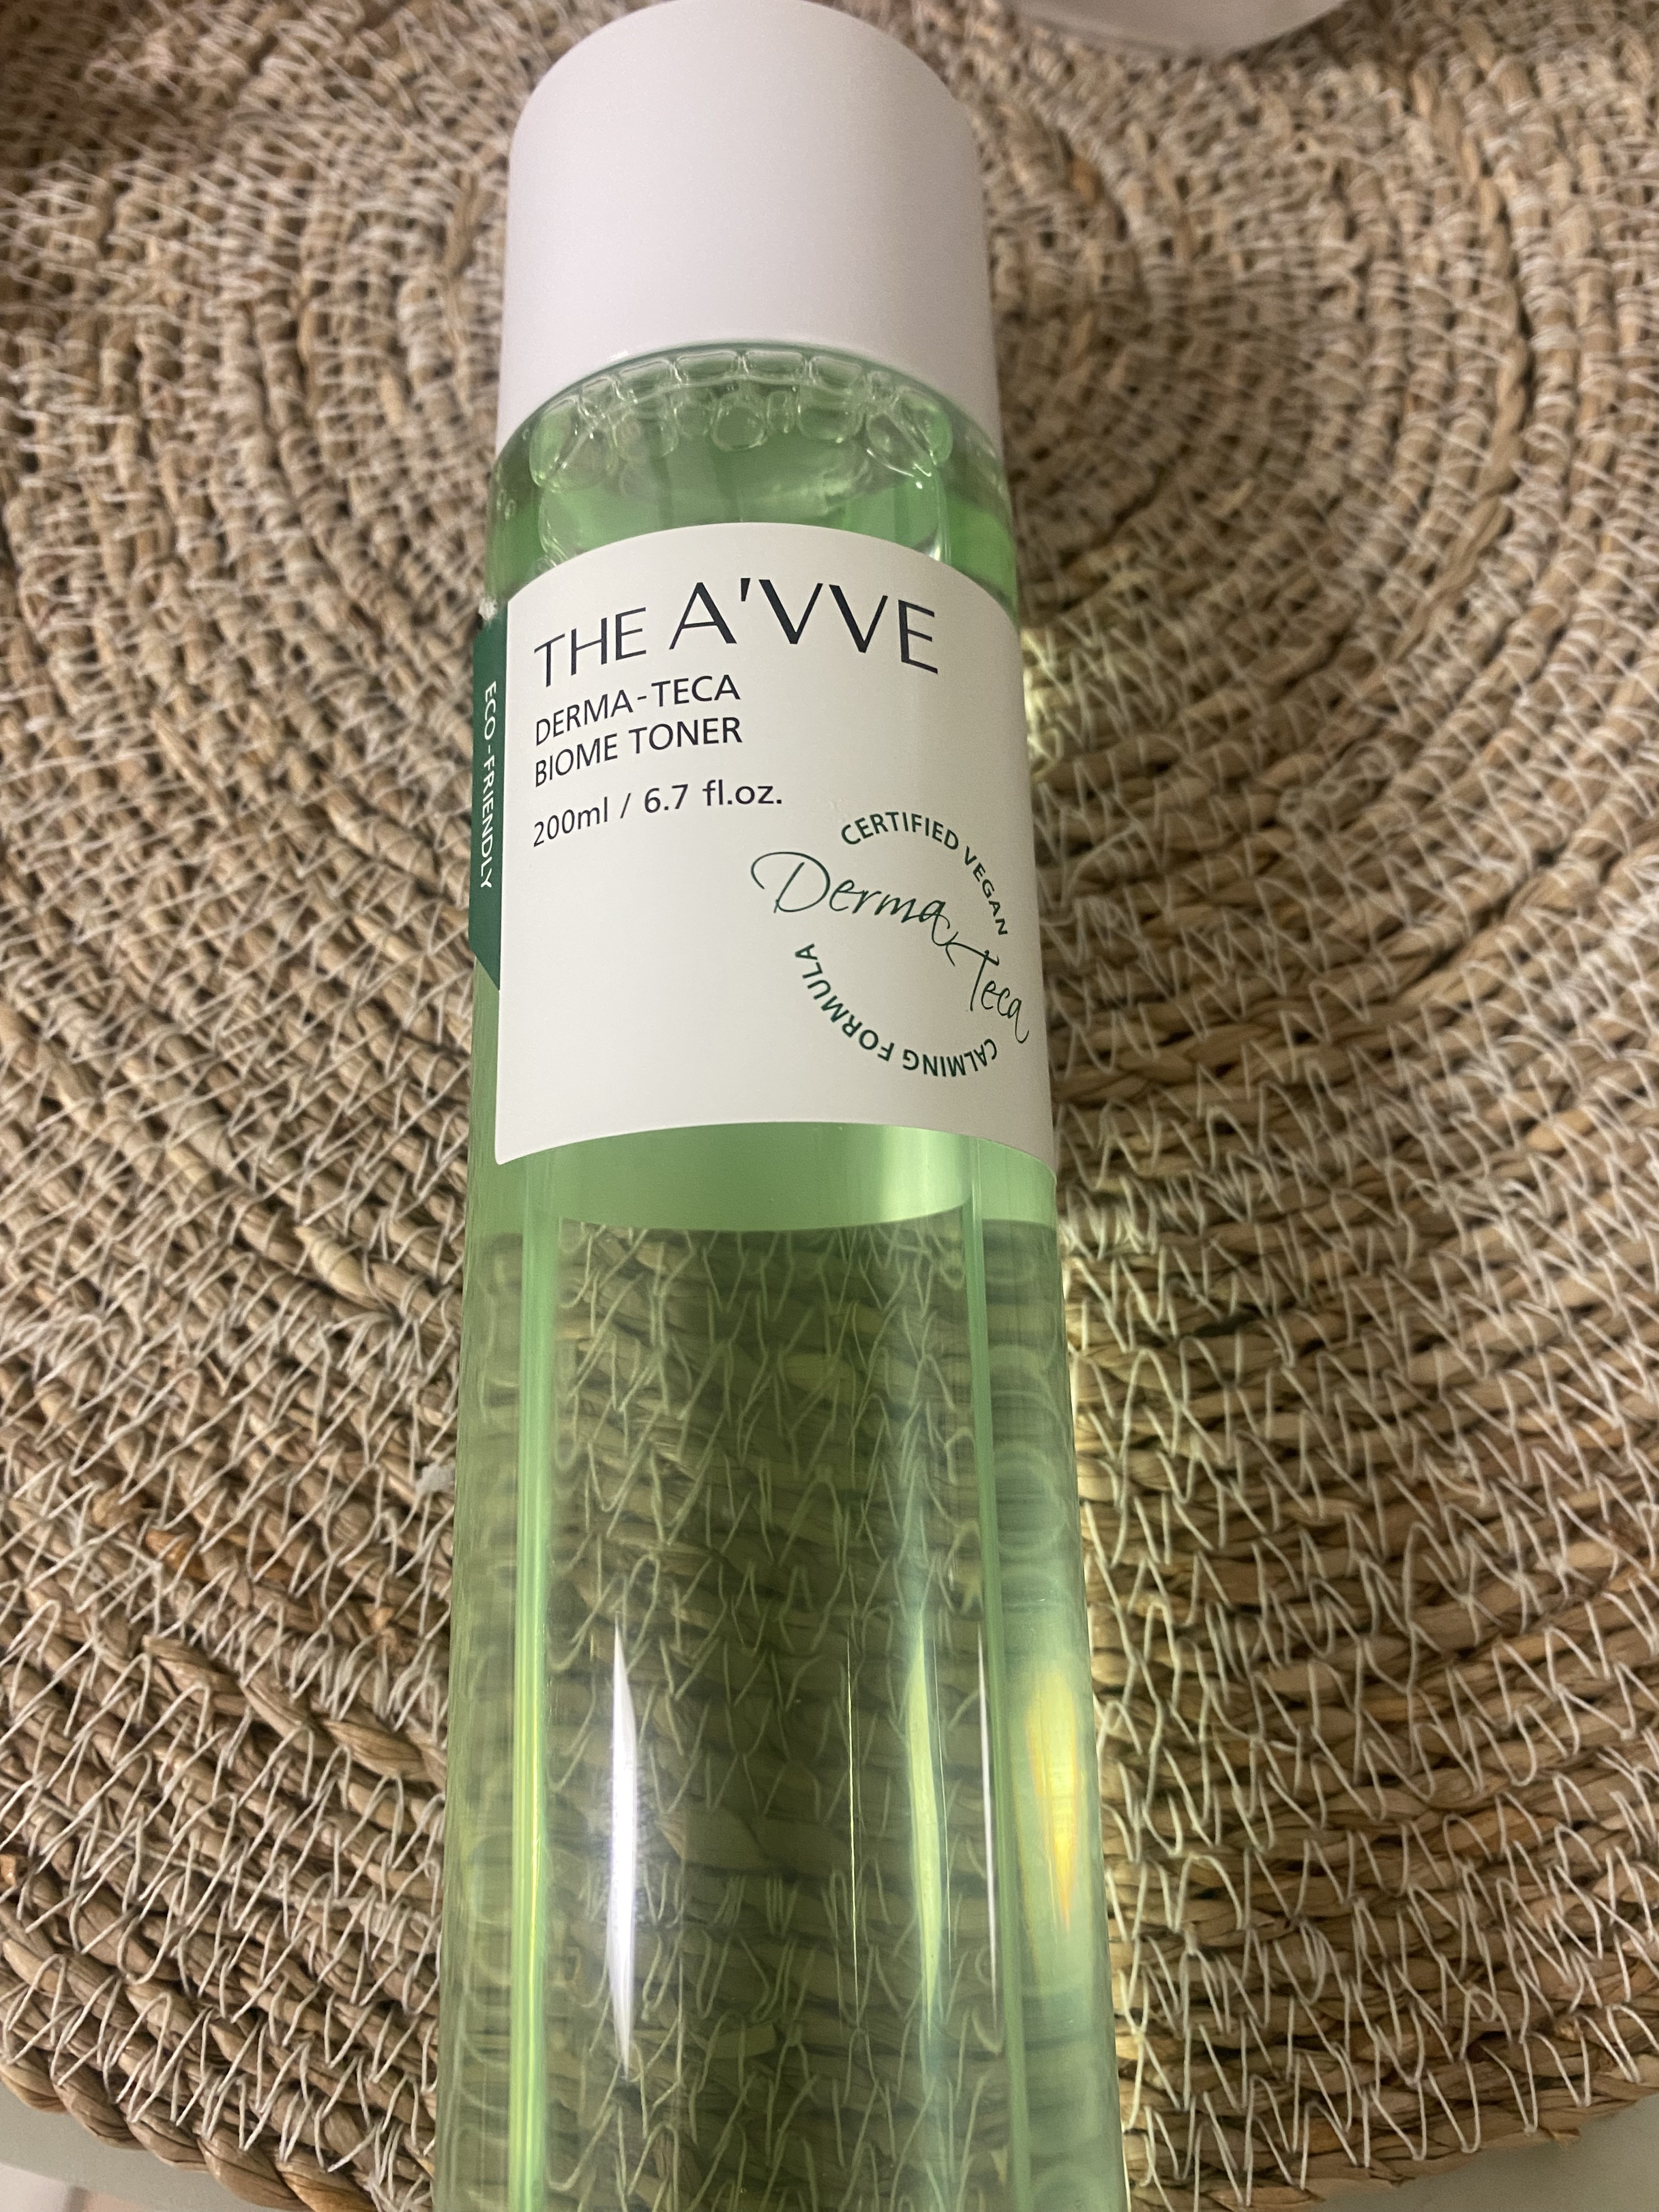 THE A'VVE
DERMA-TECA
BIOME TONER
200ml / 6.7 fl.oz.
CERTIFIED VEGAN
Derma Teca
CALMING FORMULA
ECO-FRIENDLY